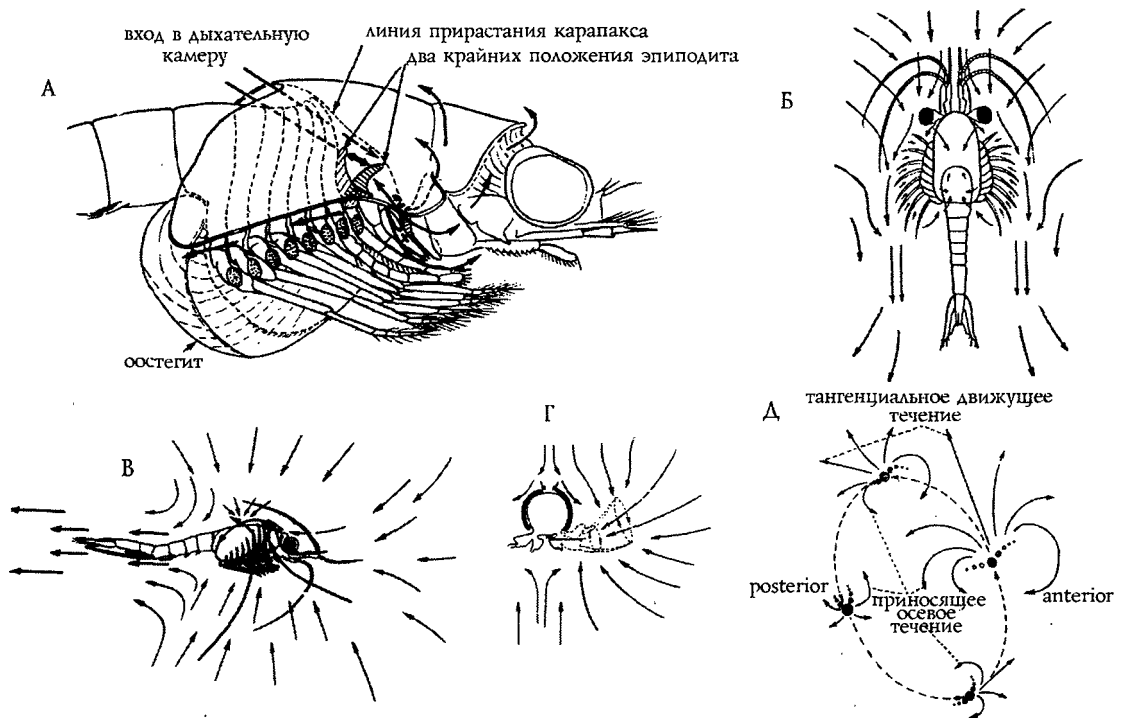 вход в дыхательную
камеру
линия прирастания карапакса
два крайних положения эпиподита
А
Б
оостегит
В
Г
Д
тангенциальное движущее
течение
posterior
приносящее
осевое
течение
anterior